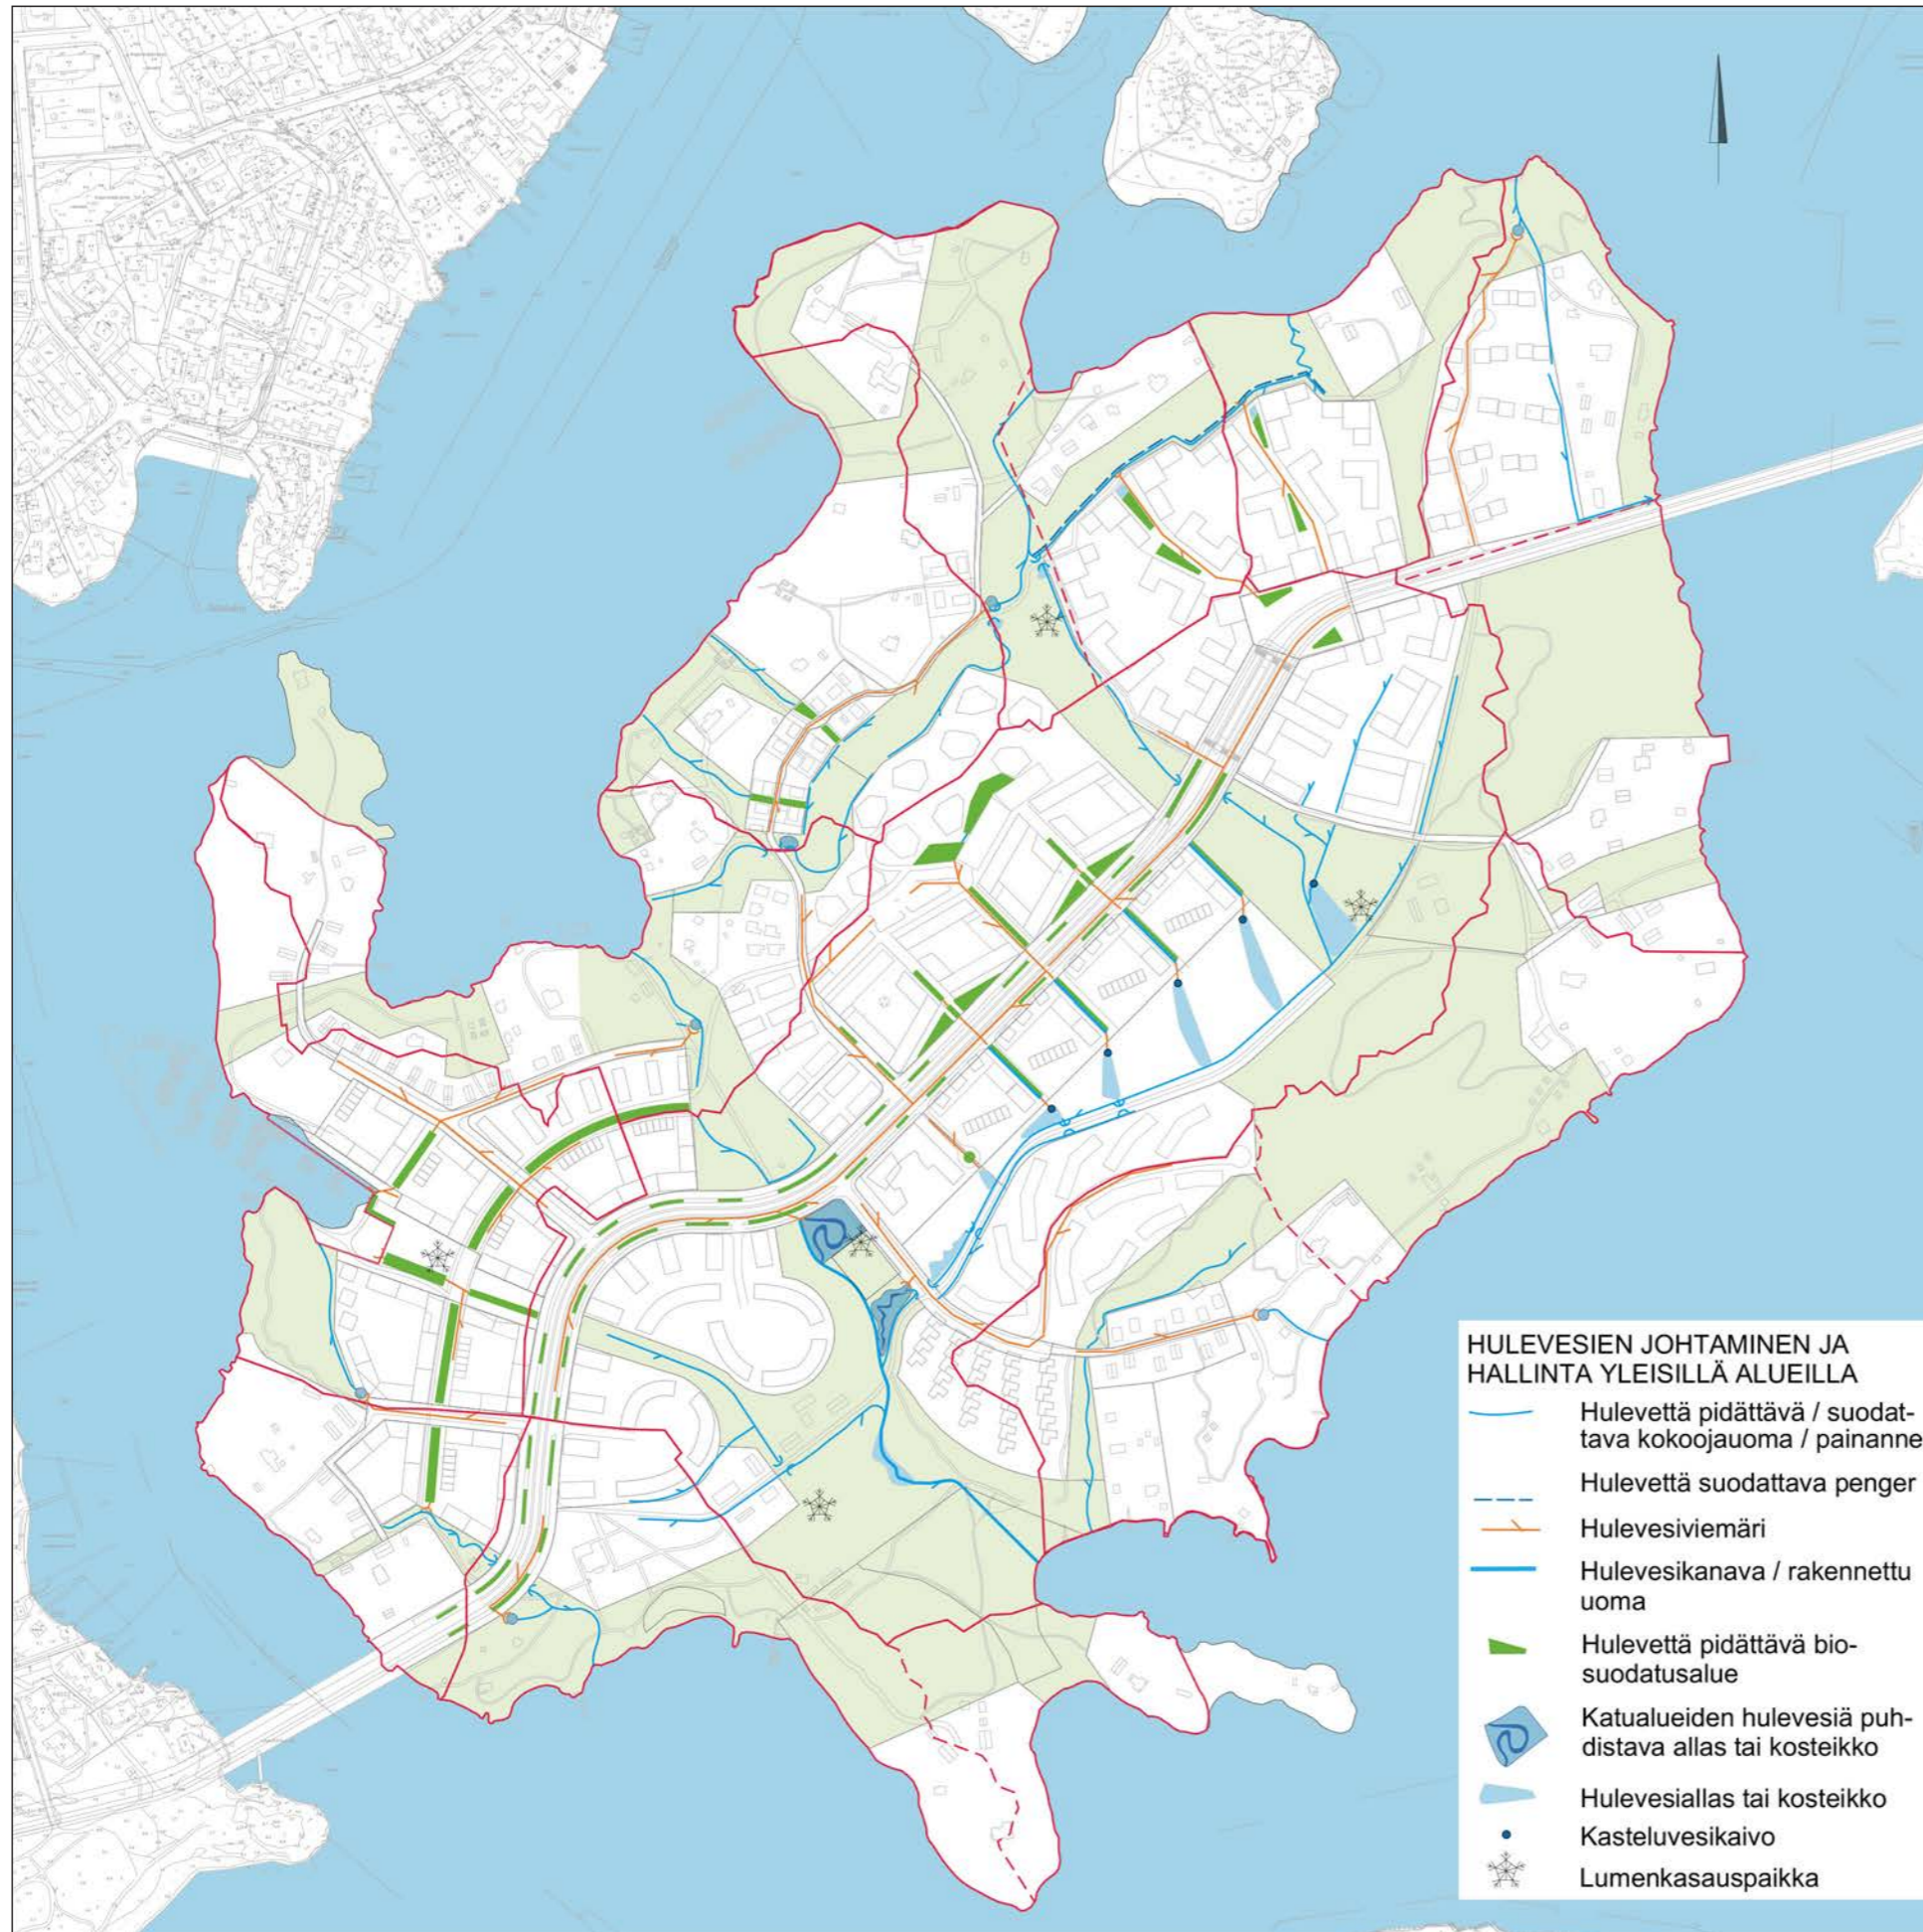 HULEVESIEN JOHTAMINEN JA
HALLINTA YLEISILLÄ ALUEILLA
Hulevettä pidättävä / suodat-
tava kokoojauoma / painanne
Hulevettä suodattava penger
Hulevesiviemäri
Hulevesikanava / rakennettu
uoma
Hulevettä pidättävä bio-
suodatusalue
Katualueiden hulevesiä puh-
distava allas tai kosteikko
Hulevesiallas tai kosteikko
Kasteluvesikaivo
Lumenkasauspaikka